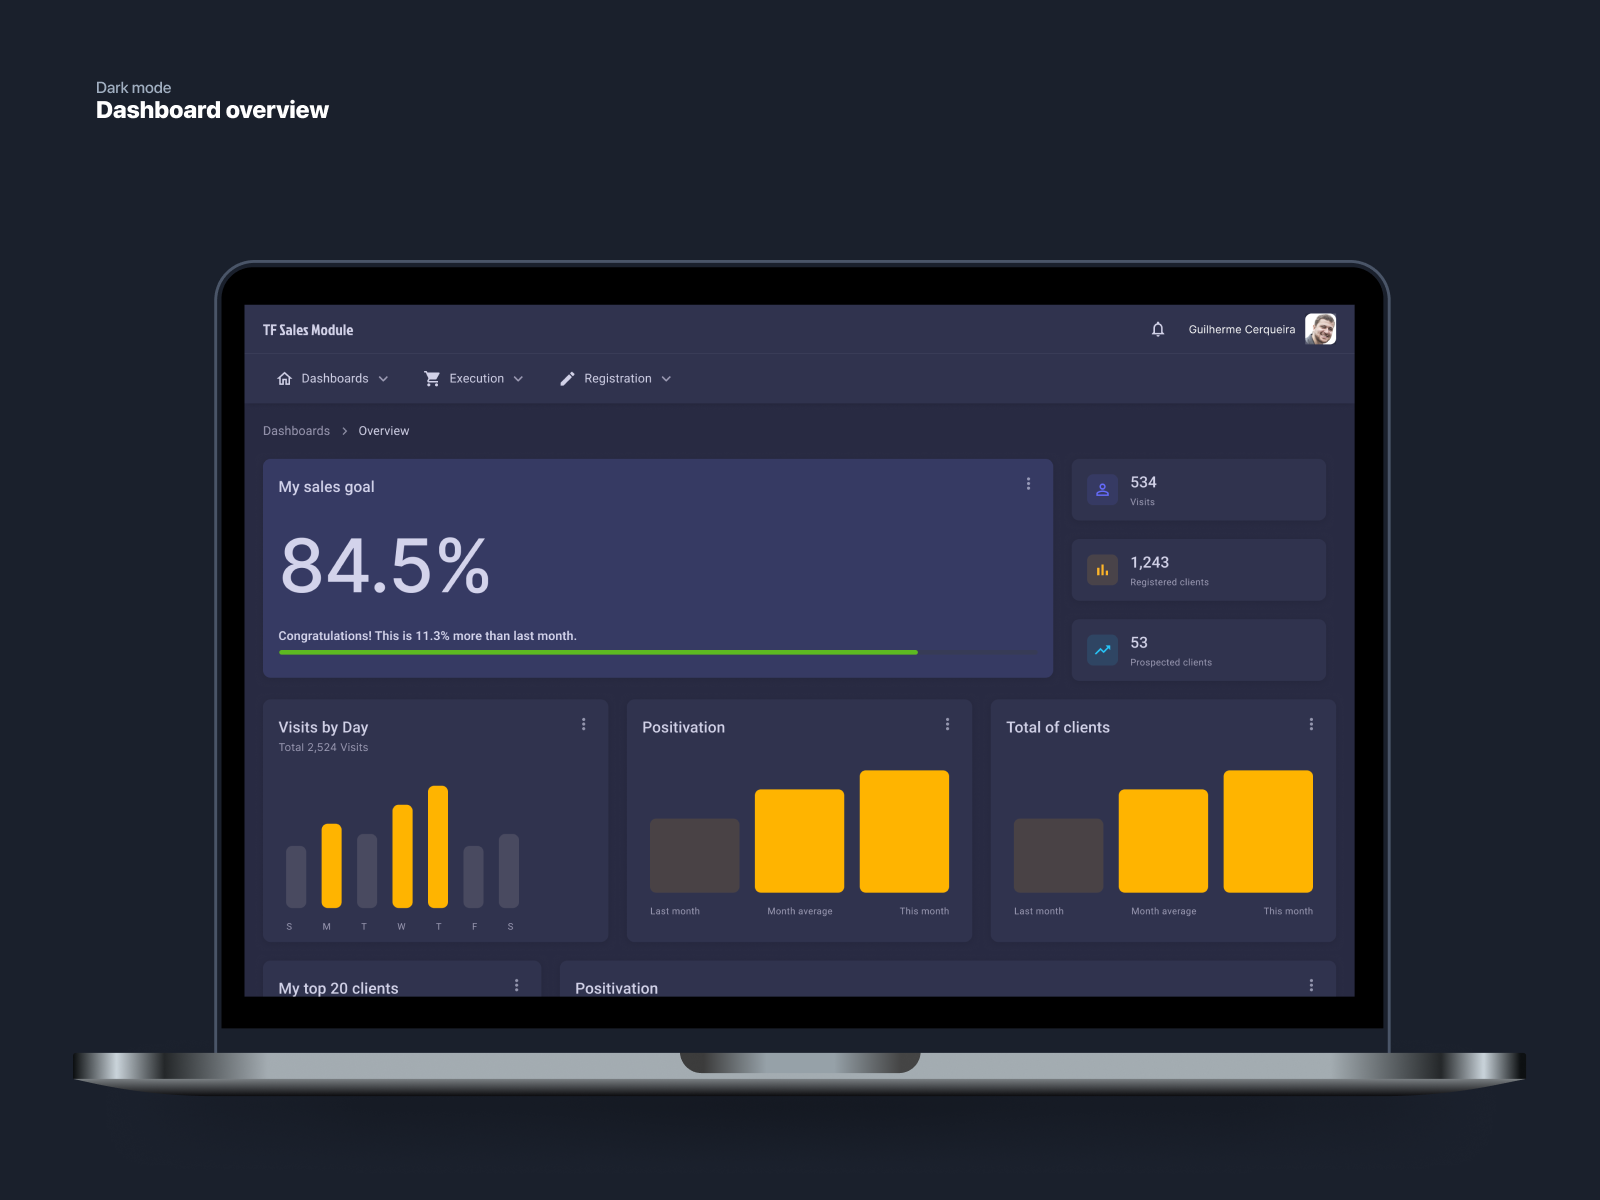 Dark mode
Dashboard overview
TF Sales Module
Guilherme Cerqueira
Dashboards
Execution
Registration
Dashboards > Overview
My sales goal
84.5%
Congratulations! This is 11.3% more than last month.
534
Visits
1,243
Registered clients
53
Prospected clients
Visits by Day
Total 2,524 Visits
S M T W T F S
Positivation
Last month Month average This month
Total of clients
Last month Month average This month
My top 20 clients
Positivation